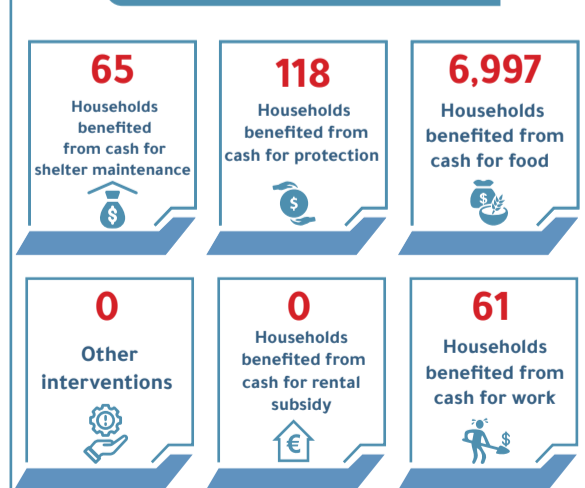 65
Households
benefited
from cash for
shelter maintenance
$
118
Households
benefited from
cash for protection
$
6,997
Households
benefited from
cash for food
$
0
Other
interventions
0
Households
benefited from
cash for rental
subsidy
€
61
Households
benefited from
cash for work
$